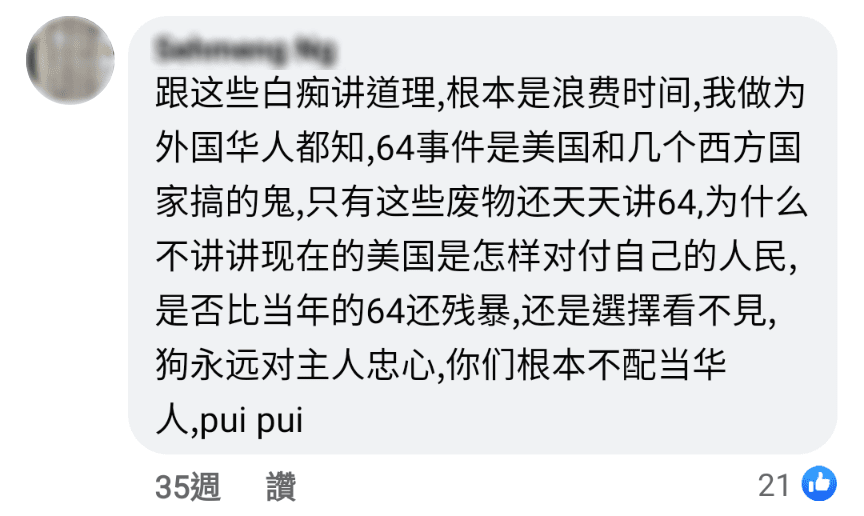 跟这些白痴讲道理,根本是浪费时间,我做为
外国华人都知,64事件是美国和几个西方国
家搞的鬼,只有这些废物还天天讲64,为什么
不讲讲现在的美国是怎样对付自己的人民,
是否比当年的64还残暴,还是選擇看不見,
狗永远对主人忠心,你们根本不配当华
人,pui pui
35週 讚 21